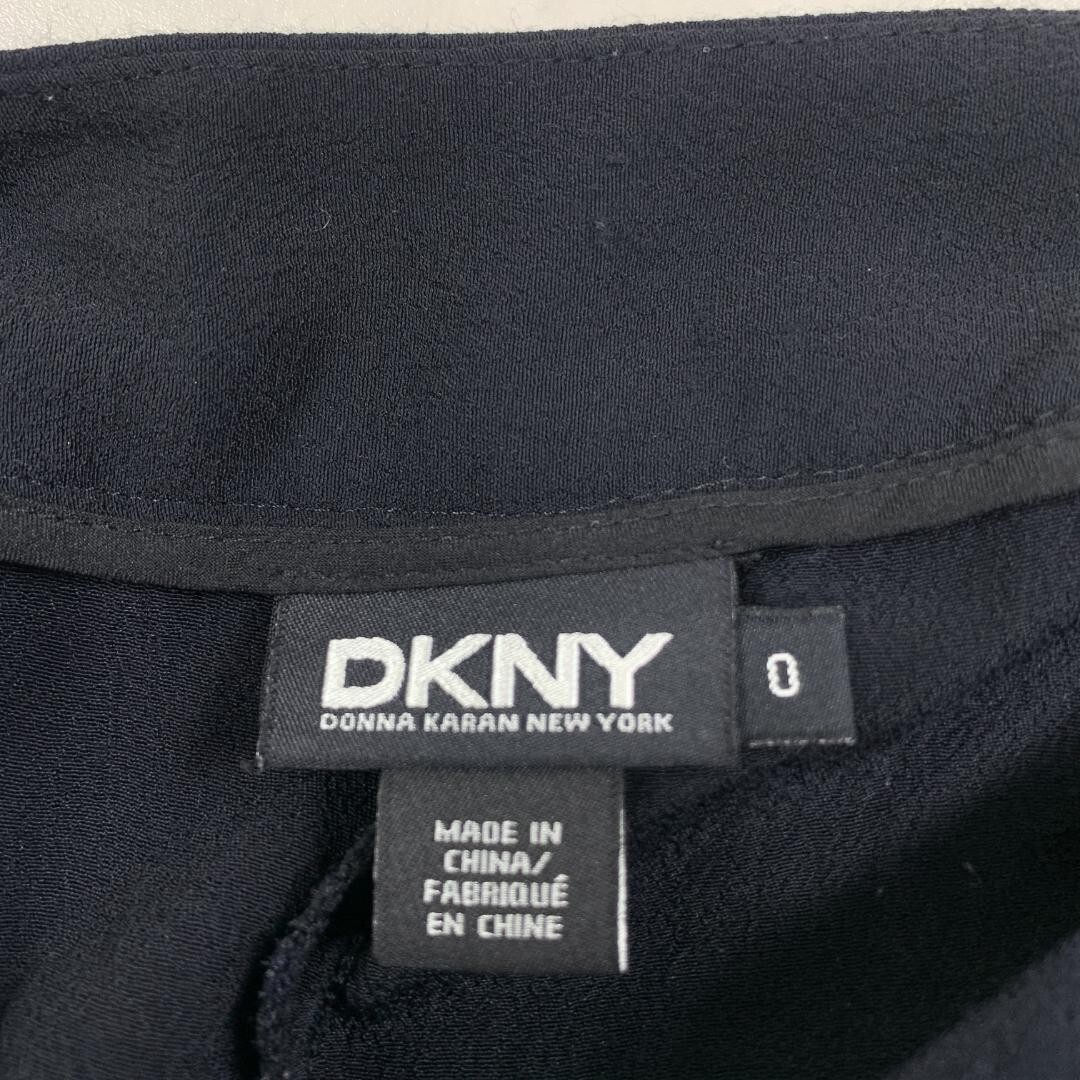 DKNY
DONNA KARAN NEW YORK
0
MADE IN
CHINA/
FABRIQUÉ
EN CHINE